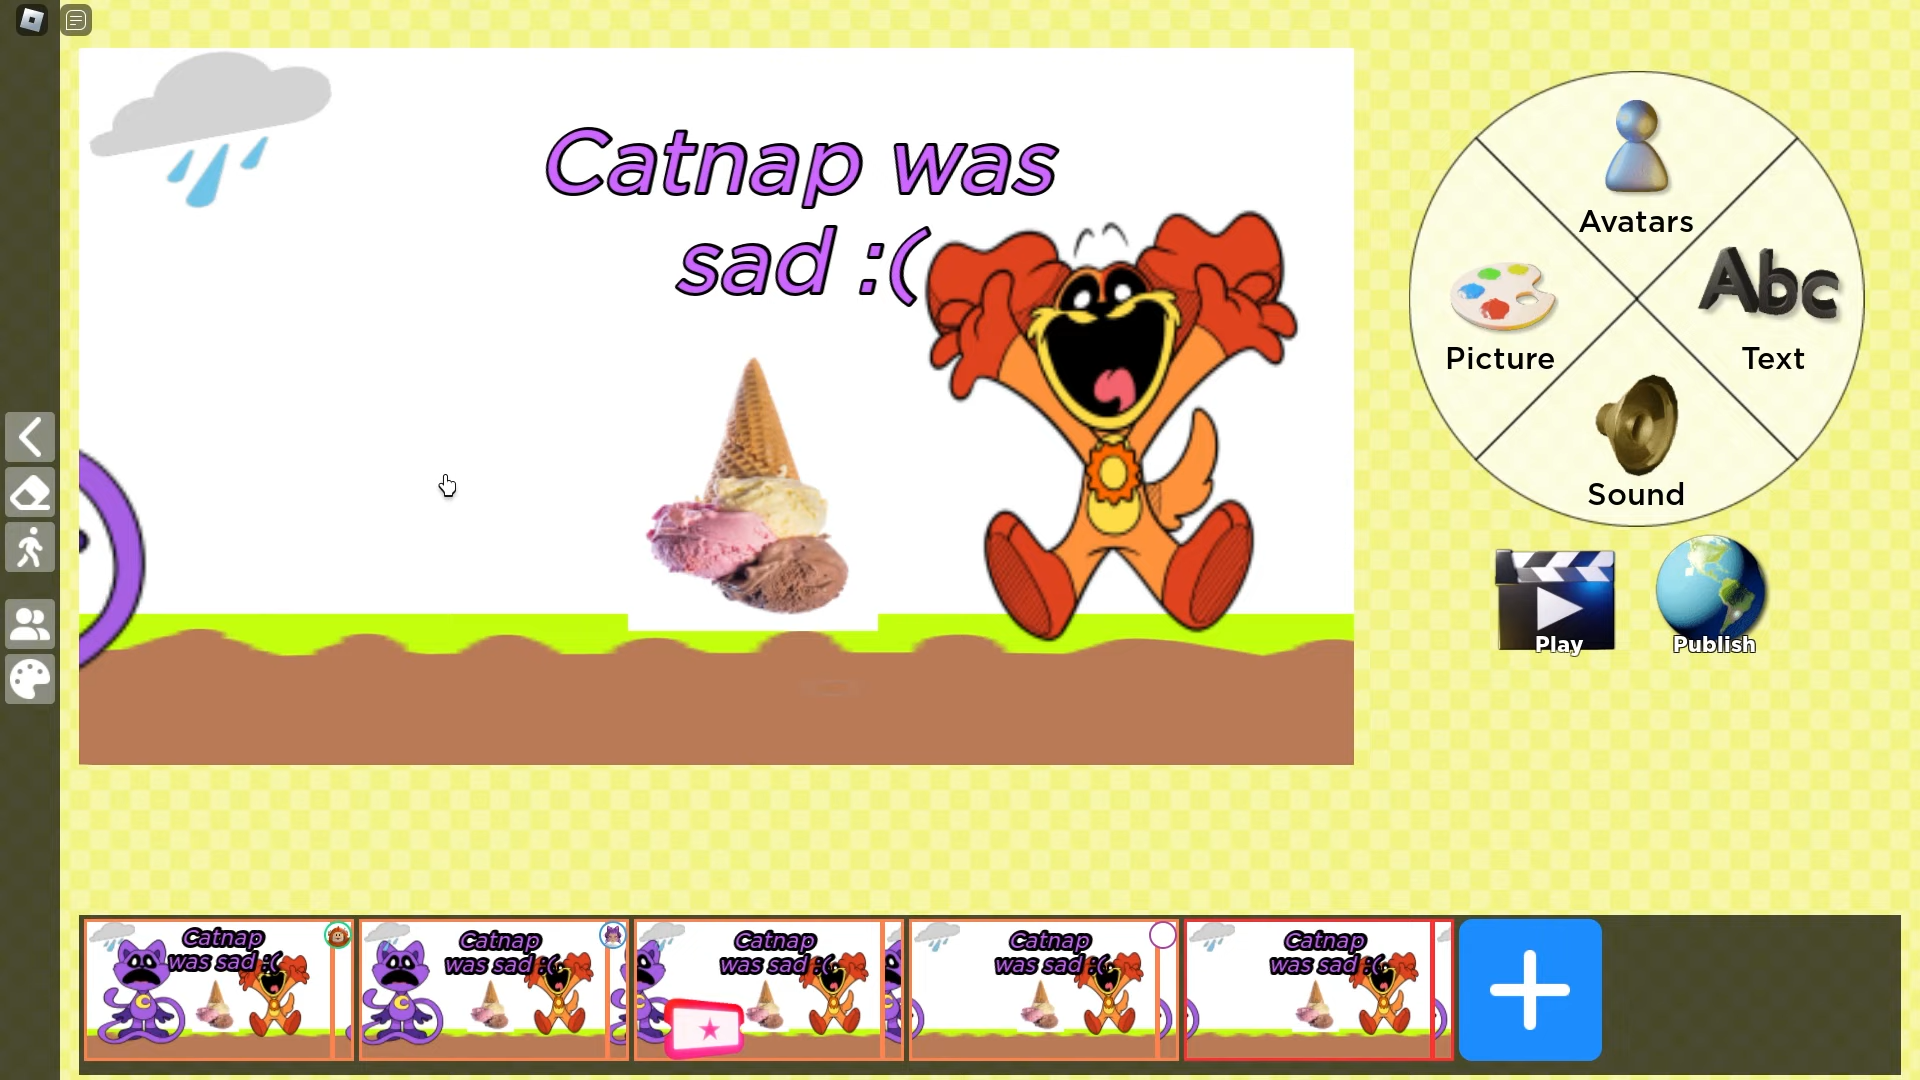 Catnap was
sad :(
Avatars
Abc
Picture
Text
Sound
Play
Publish
Catnap
was sad :(
Catnap
was sad :(
Catnap
was sad :(
Catnap
was sad :(
Catnap
was sad :(